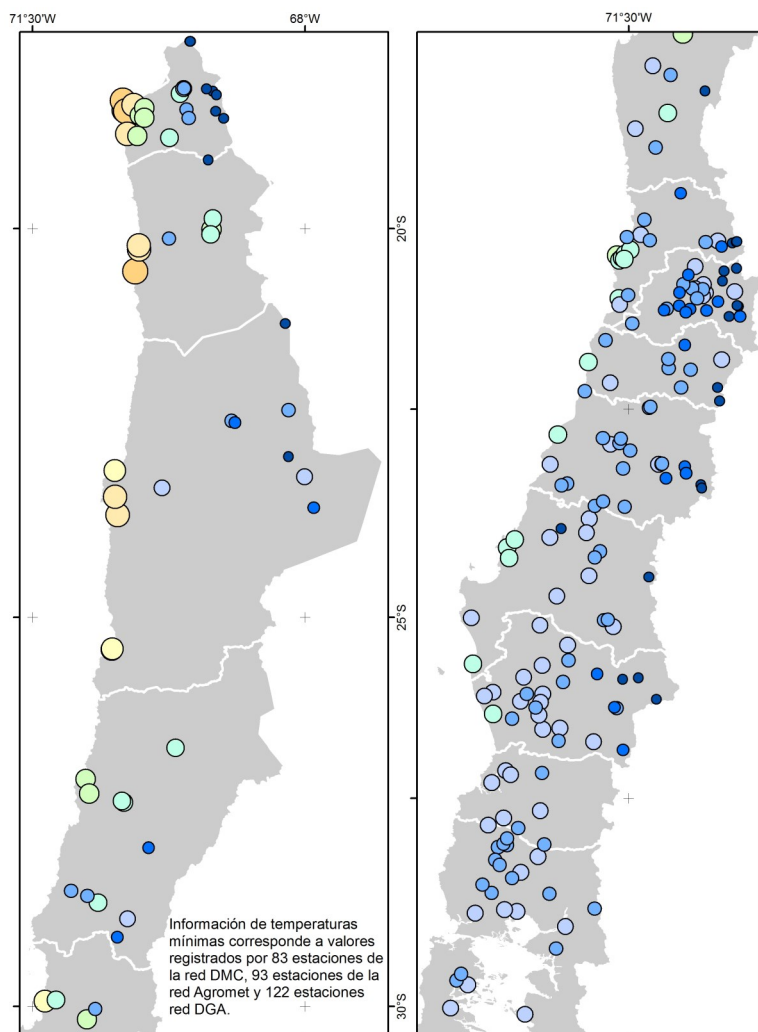 71°30'W
68°W
71°30'W
20°S
25°S
30°S
Información de temperaturas
mínimas corresponde a valores
registrados por 83 estaciones de
la red DMC, 93 estaciones de la
red Agromet y 122 estaciones
red DGA.